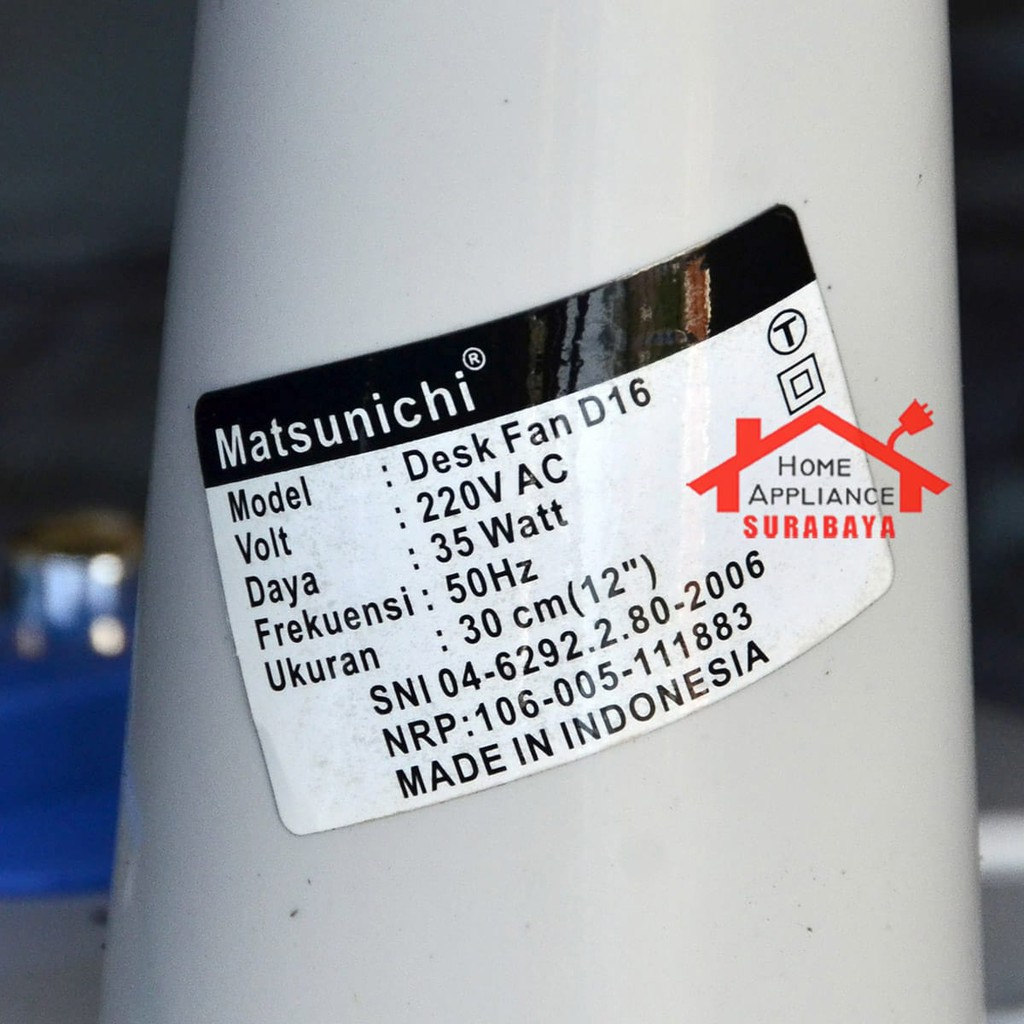 Matsunichi®
Model : Desk Fan D16
Volt : 220V AC
Daya : 35 Watt
Frekuensi : 50Hz
Ukuran : 30 cm(12")
SNI 04-6292.2.80-2006
NRP:106-005-111883
MADE IN INDONESIA
T
HOME
APPLIANCE
SURABAYA